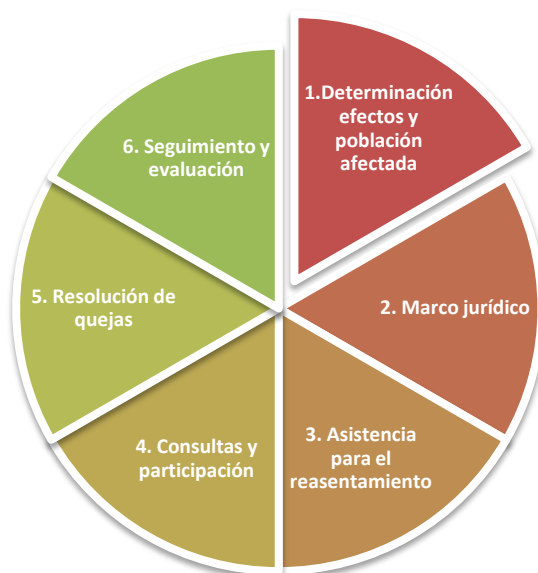 1.Determinación
efectos y
población
afectada
2. Marco jurídico
3. Asistencia
para el
reasentamiento
4. Consultas y
participación
5. Resolución de
quejas
6. Seguimiento y
evaluación